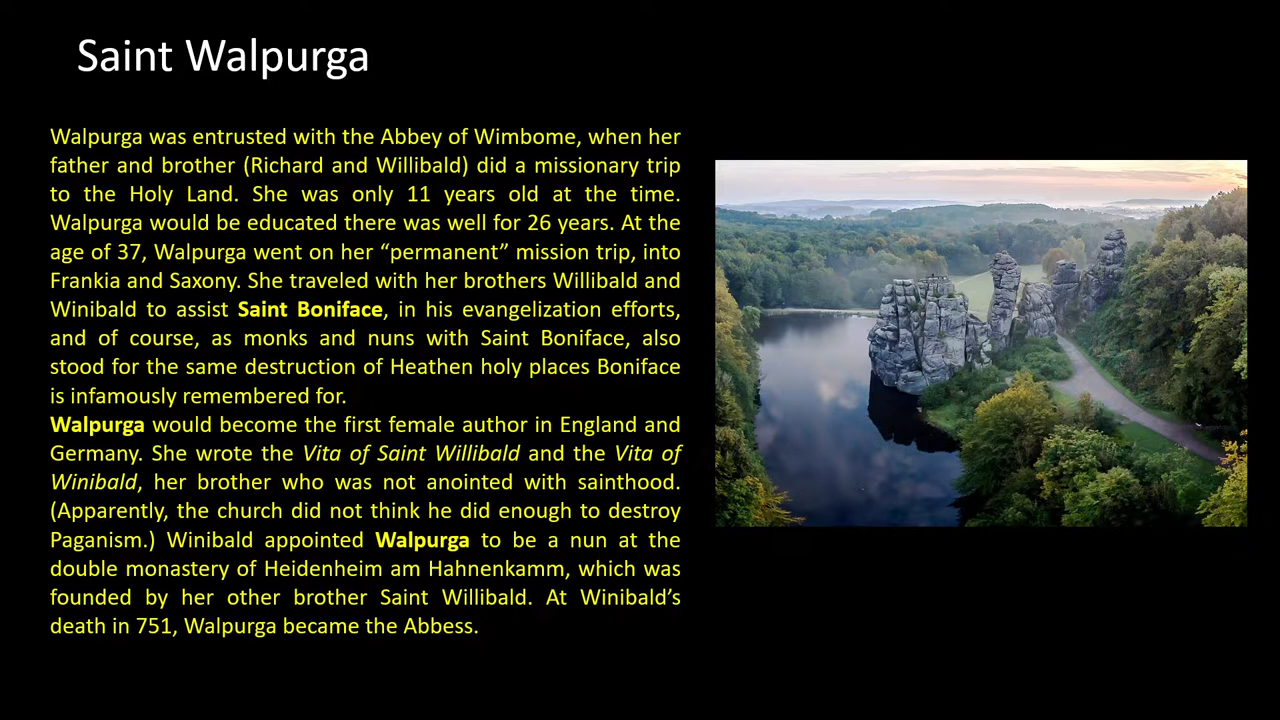 Saint Walpurga
Walpurga was entrusted with the Abbey of Wimbome, when her
father and brother (Richard and Willibald) did a missionary trip
to the Holy Land. She was only 11 years old at the time.
Walpurga would be educated there was well for 26 years. At the
age of 37, Walpurga went on her “permanent” mission trip, into
Frankia and Saxony. She traveled with her brothers Willibald and
Winibald to assist Saint Boniface, in his evangelization efforts,
and of course, as monks and nuns with Saint Boniface, also
stood for the same destruction of Heathen holy places Boniface
is infamously remembered for.
Walpurga would become the first female author in England and
Germany. She wrote the Vita of Saint Willibald and the Vita of
Winibald, her brother who was not anointed with sainthood.
(Apparently, the church did not think he did enough to destroy
Paganism.) Winibald appointed Walpurga to be a nun at the
double monastery of Heidenheim am Hahnenkamm, which was
founded by her other brother Saint Willibald. At Winibald’s
death in 751, Walpurga became the Abbess.